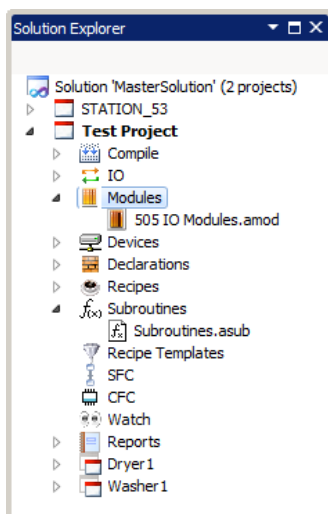 Solution Explorer
Solution 'MasterSolution' (2 projects)
STATION_53
Test Project
Compile
IO
Modules
505 IO Modules.amod
Devices
Declarations
Recipes
f(x) Subroutines
fx Subroutines.asub
Recipe Templates
SFC
CFC
Watch
Reports
Dryer1
Washer1